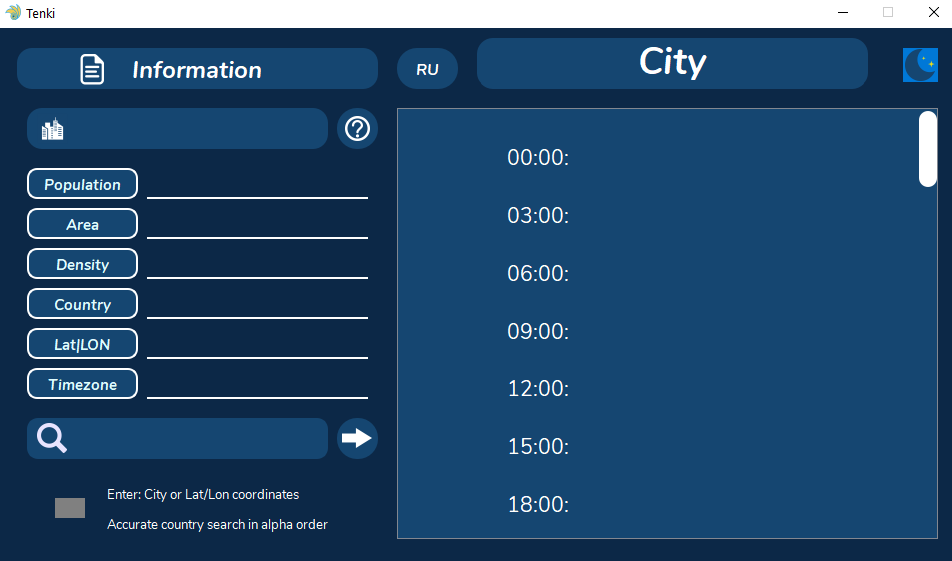 Tenki
Information
RU
City
Population
Area
Density
Country
Lat|LON
Timezone
Enter: City or Lat/Lon coordinates
Accurate country search in alpha order
00:00:
03:00:
06:00:
09:00:
12:00:
15:00:
18:00: